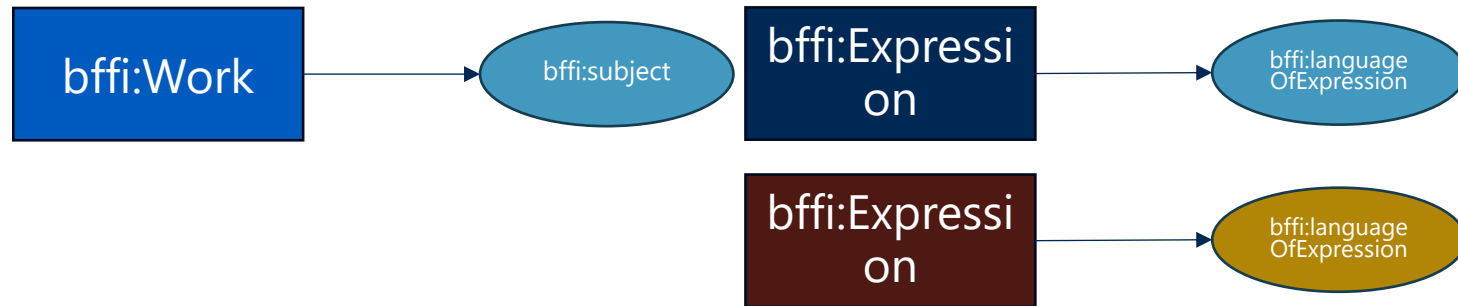 bffi:Work
bffi:subject
bffi:Expressi
on
bffi:language
OfExpression
bffi:Expressi
on
bffi:language
OfExpression